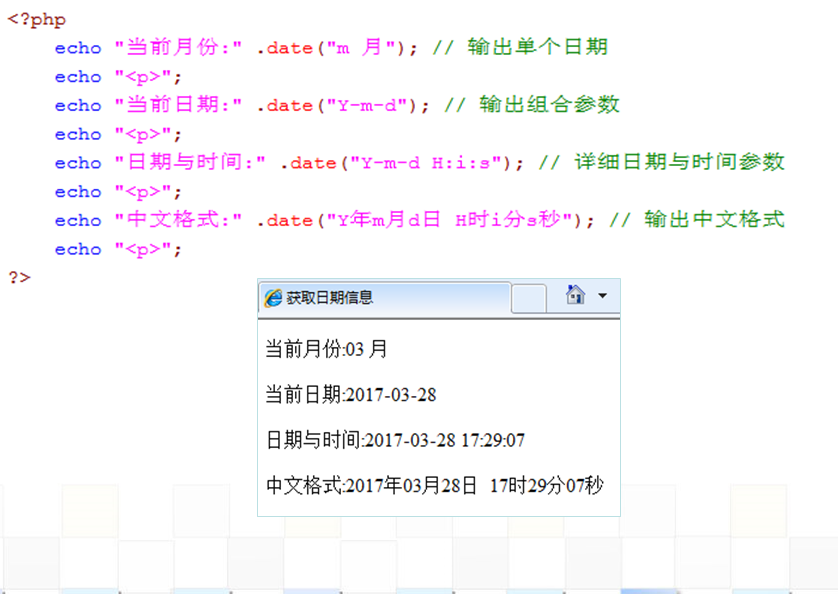 <?php
echo "当前月份:" .date("m 月"); // 输出单个日期
echo "<p>";
echo "当前日期:" .date("Y-m-d"); // 输出组合参数
echo "<p>";
echo "日期与时间:" .date("Y-m-d H:i:s"); // 详细日期与时间参数
echo "<p>";
echo "中文格式:" .date("Y年m月d日 H时i分s秒"); // 输出中文格式
echo "<p>";
?>
获取日期信息
当前月份:03 月
当前日期:2017-03-28
日期与时间:2017-03-28 17:29:07
中文格式:2017年03月28日 17时29分07秒